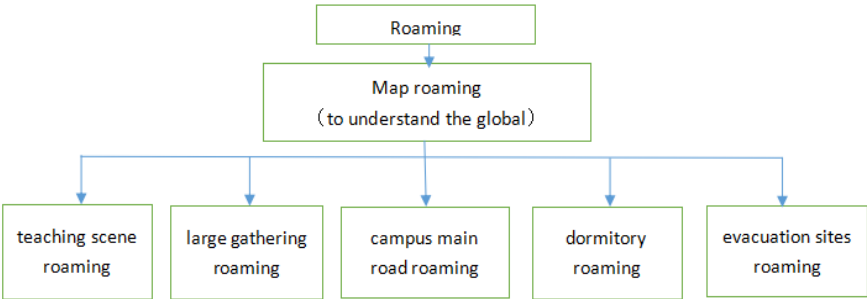 Roaming
Map roaming
（to understand the global）
teaching scene
roaming
large gathering
roaming
campus main
road roaming
dormitory
roaming
evacuation sites
roaming